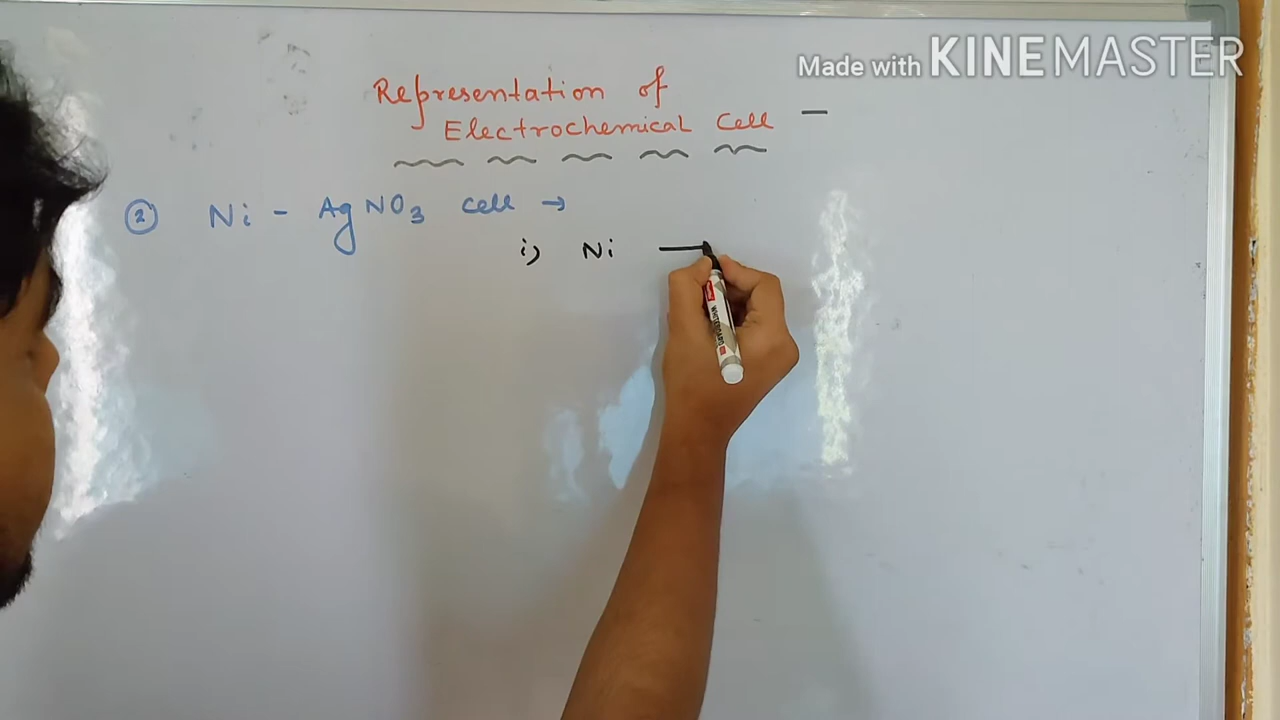 Made with KINEMASTER
Representation of
Electrochemical Cell —
② Ni - AgNO₃ cell →
i) Ni —